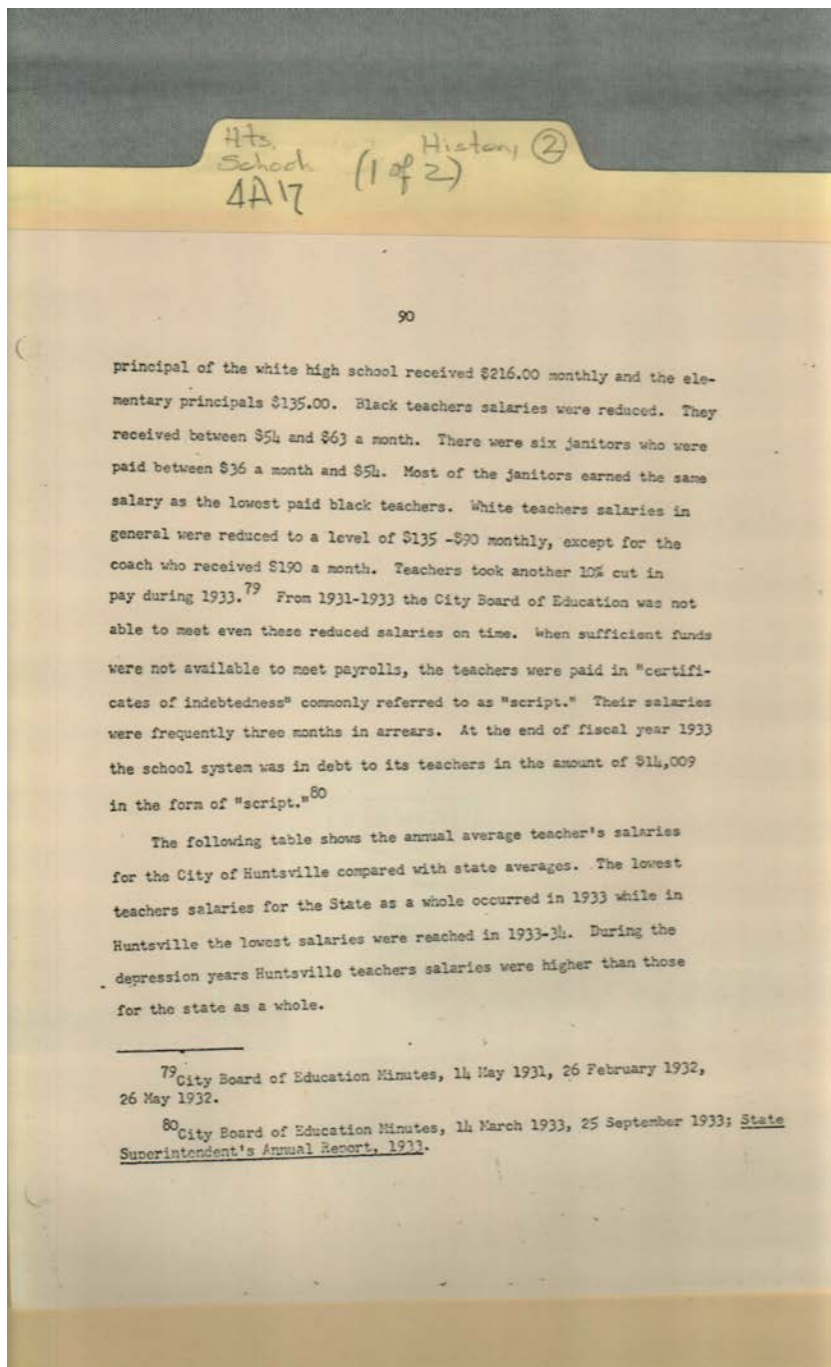 Hts. History ②
School (1 of 2)
4A17
90
principal of the white high school received $216.00 monthly and the ele-
mentary principals $135.00. Black teachers salaries were reduced. They
received between $54 and $63 a month. There were six janitors who were
paid between $36 a month and $54. Most of the janitors earned the same
salary as the lowest paid black teachers. White teachers salaries in
general were reduced to a level of $135 -$90 monthly, except for the
coach who received $190 a month. Teachers took another 10% cut in
pay during 1933.79 From 1931-1933 the City Board of Education was not
able to meet even these reduced salaries on time. When sufficient funds
were not available to meet payrolls, the teachers were paid in "certifi-
cates of indebtedness" commonly referred to as "script." Their salaries
were frequently three months in arrears. At the end of fiscal year 1933
the school system was in debt to its teachers in the amount of $14,009
in the form of "script."80
The following table shows the annual average teacher's salaries
for the City of Huntsville compared with state averages. The lowest
teachers salaries for the State as a whole occurred in 1933 while in
Huntsville the lowest salaries were reached in 1933-34. During the
depression years Huntsville teachers salaries were higher than those
for the state as a whole.
79City Board of Education Minutes, 14 May 1931, 26 February 1932,
26 May 1932.
80City Board of Education Minutes, 14 March 1933, 25 September 1933; State
Superintendent's Annual Report, 1933.